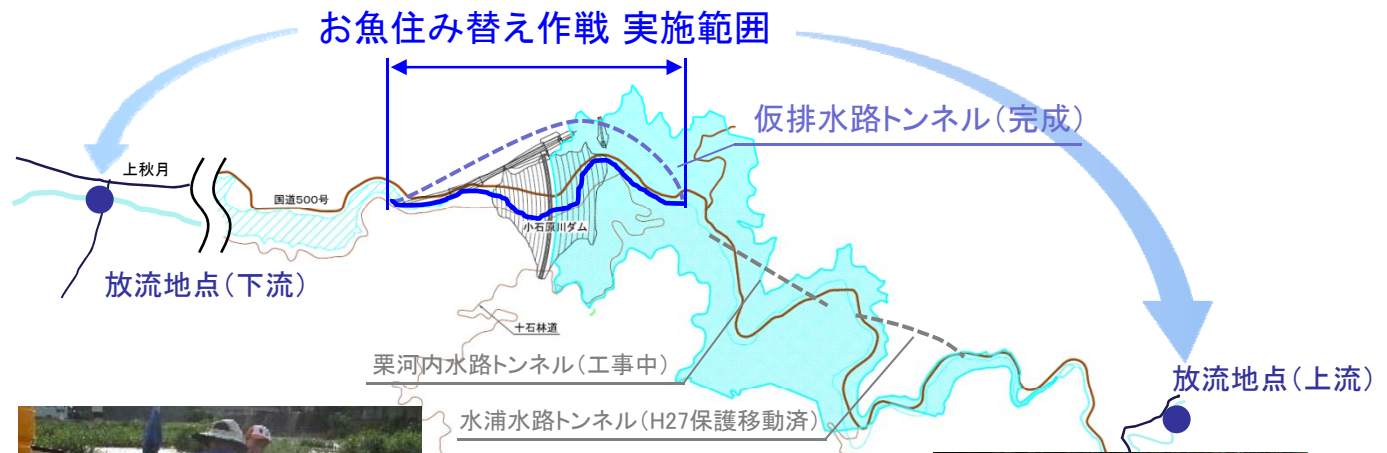 お魚住み替え作戦 実施範囲
仮排水路トンネル(完成)
上秋月
国道500号
小石原川ダム
放流地点(下流)
十石林道
栗河内水路トンネル(工事中)
放流地点(上流)
水浦水路トンネル(H27保護移動済)